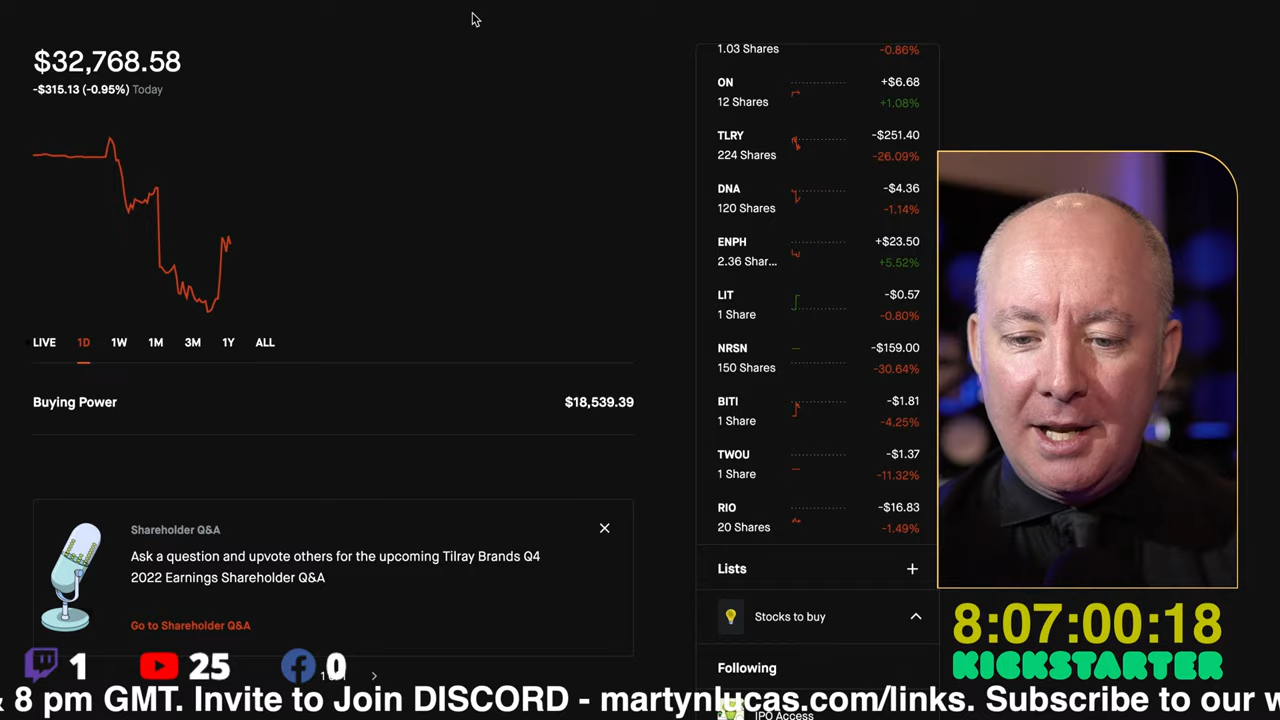 $32,768.58
-$315.13 (-0.95%) Today
LIVE 1D 1W 1M 3M 1Y ALL
Buying Power $18,539.39
Shareholder Q&A
Ask a question and upvote others for the upcoming Tilray Brands Q4
2022 Earnings Shareholder Q&A
Go to Shareholder Q&A
1.03 Shares -0.86%
ON +$6.68
12 Shares +1.08%
TLRY -$251.40
224 Shares -26.09%
DNA -$4.36
120 Shares -1.14%
ENPH +$23.50
2.36 Shar... +5.52%
LIT -$0.57
1 Share -0.80%
NRSN -$159.00
150 Shares -30.64%
BITI -$1.81
1 Share -4.25%
TWOU -$1.37
1 Share -11.32%
RIO -$16.83
20 Shares -1.49%
Lists +
Stocks to buy
Following
IPO Access
8:07:00:18
KICKSTARTER
1 25 0
& 8 pm GMT. Invite to Join DISCORD - martynlucas.com/links. Subscribe to our w